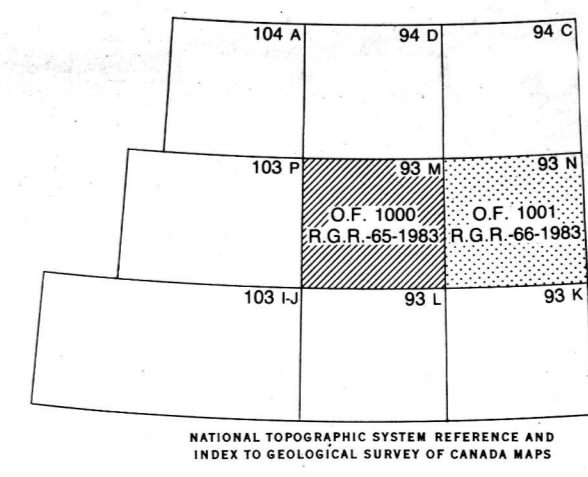 104 A 94 D 94 C
103 P 93 M 93 N
O.F. 1000 O.F. 1001
R.G.R.-65-1983 R.G.R.-66-1983
103 I-J 93 L 93 K
NATIONAL TOPOGRAPHIC SYSTEM REFERENCE AND
INDEX TO GEOLOGICAL SURVEY OF CANADA MAPS